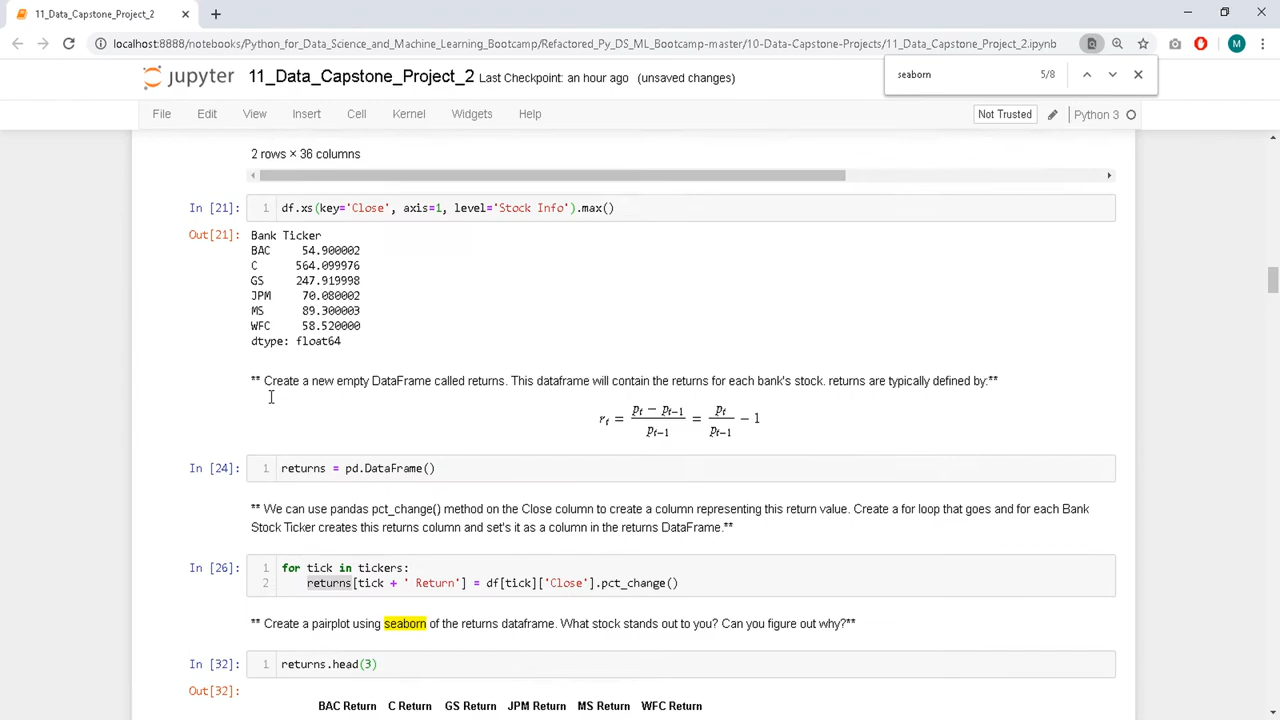 11_Data_Capstone_Project_2
localhost:8888/notebooks/Python_for_Data_Science_and_Machine_Learning_Bootcamp/Refactored_Py_DS_ML_Bootcamp-master/10-Data-Capstone-Projects/11_Data_Capstone_Project_2.ipynb
M
seaborn 5/8
jupyter 11_Data_Capstone_Project_2 Last Checkpoint: an hour ago (unsaved changes)
File Edit View Insert Cell Kernel Widgets Help Not Trusted Python 3
2 rows × 36 columns
In [21]: 1 df.xs(key='Close', axis=1, level='Stock Info').max()
Out[21]: Bank Ticker
BAC 54.900002
C 564.099976
GS 247.919998
JPM 70.080002
MS 89.300003
WFC 58.520000
dtype: float64
** Create a new empty DataFrame called returns. This dataframe will contain the returns for each bank's stock. returns are typically defined by:**
r_t = (p_t − p_{t−1}) / p_{t−1} = p_t / p_{t−1} − 1
In [24]: 1 returns = pd.DataFrame()
** We can use pandas pct_change() method on the Close column to create a column representing this return value. Create a for loop that goes and for each Bank
Stock Ticker creates this returns column and set's it as a column in the returns DataFrame.**
In [26]: 1 for tick in tickers:
2 returns[tick + ' Return'] = df[tick]['Close'].pct_change()
** Create a pairplot using seaborn of the returns dataframe. What stock stands out to you? Can you figure out why?**
In [32]: 1 returns.head(3)
Out[32]:
BAC Return C Return GS Return JPM Return MS Return WFC Return